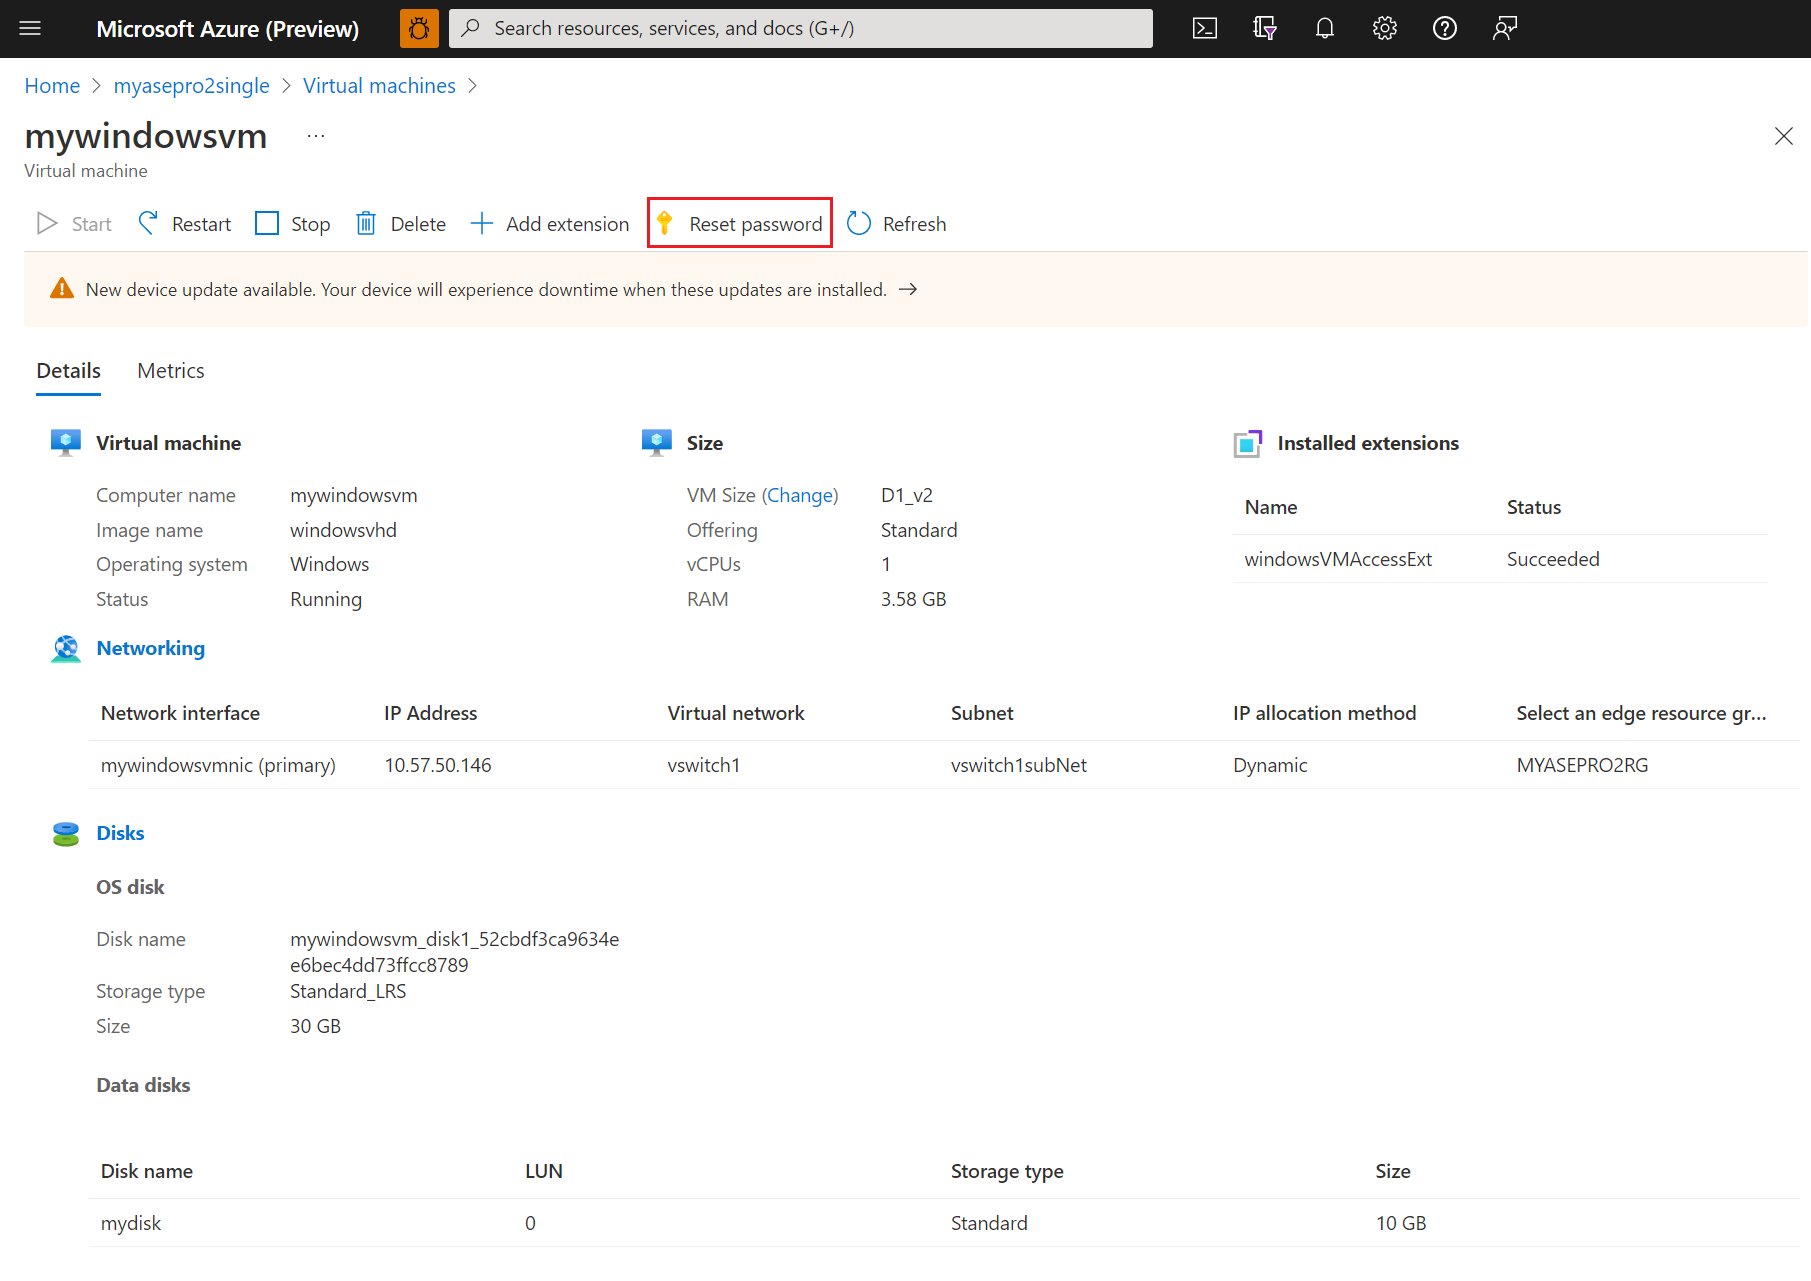 Microsoft Azure (Preview)
Search resources, services, and docs (G+/)
Home > myasepro2single > Virtual machines >
mywindowsvm ...
Virtual machine
Start Restart Stop Delete Add extension Reset password Refresh
New device update available. Your device will experience downtime when these updates are installed. →
Details Metrics
Virtual machine
Computer name mywindowsvm
Image name windowsvhd
Operating system Windows
Status Running
Size
VM Size (Change) D1_v2
Offering Standard
vCPUs 1
RAM 3.58 GB
Installed extensions
Name Status
windowsVMAccessExt Succeeded
Networking
Network interface IP Address Virtual network Subnet IP allocation method Select an edge resource gr...
mywindowsvmnic (primary) 10.57.50.146 vswitch1 vswitch1subNet Dynamic MYASEPRO2RG
Disks
OS disk
Disk name mywindowsvm_disk1_52cbdf3ca9634e
e6bec4dd73ffcc8789
Storage type Standard_LRS
Size 30 GB
Data disks
Disk name LUN Storage type Size
mydisk 0 Standard 10 GB